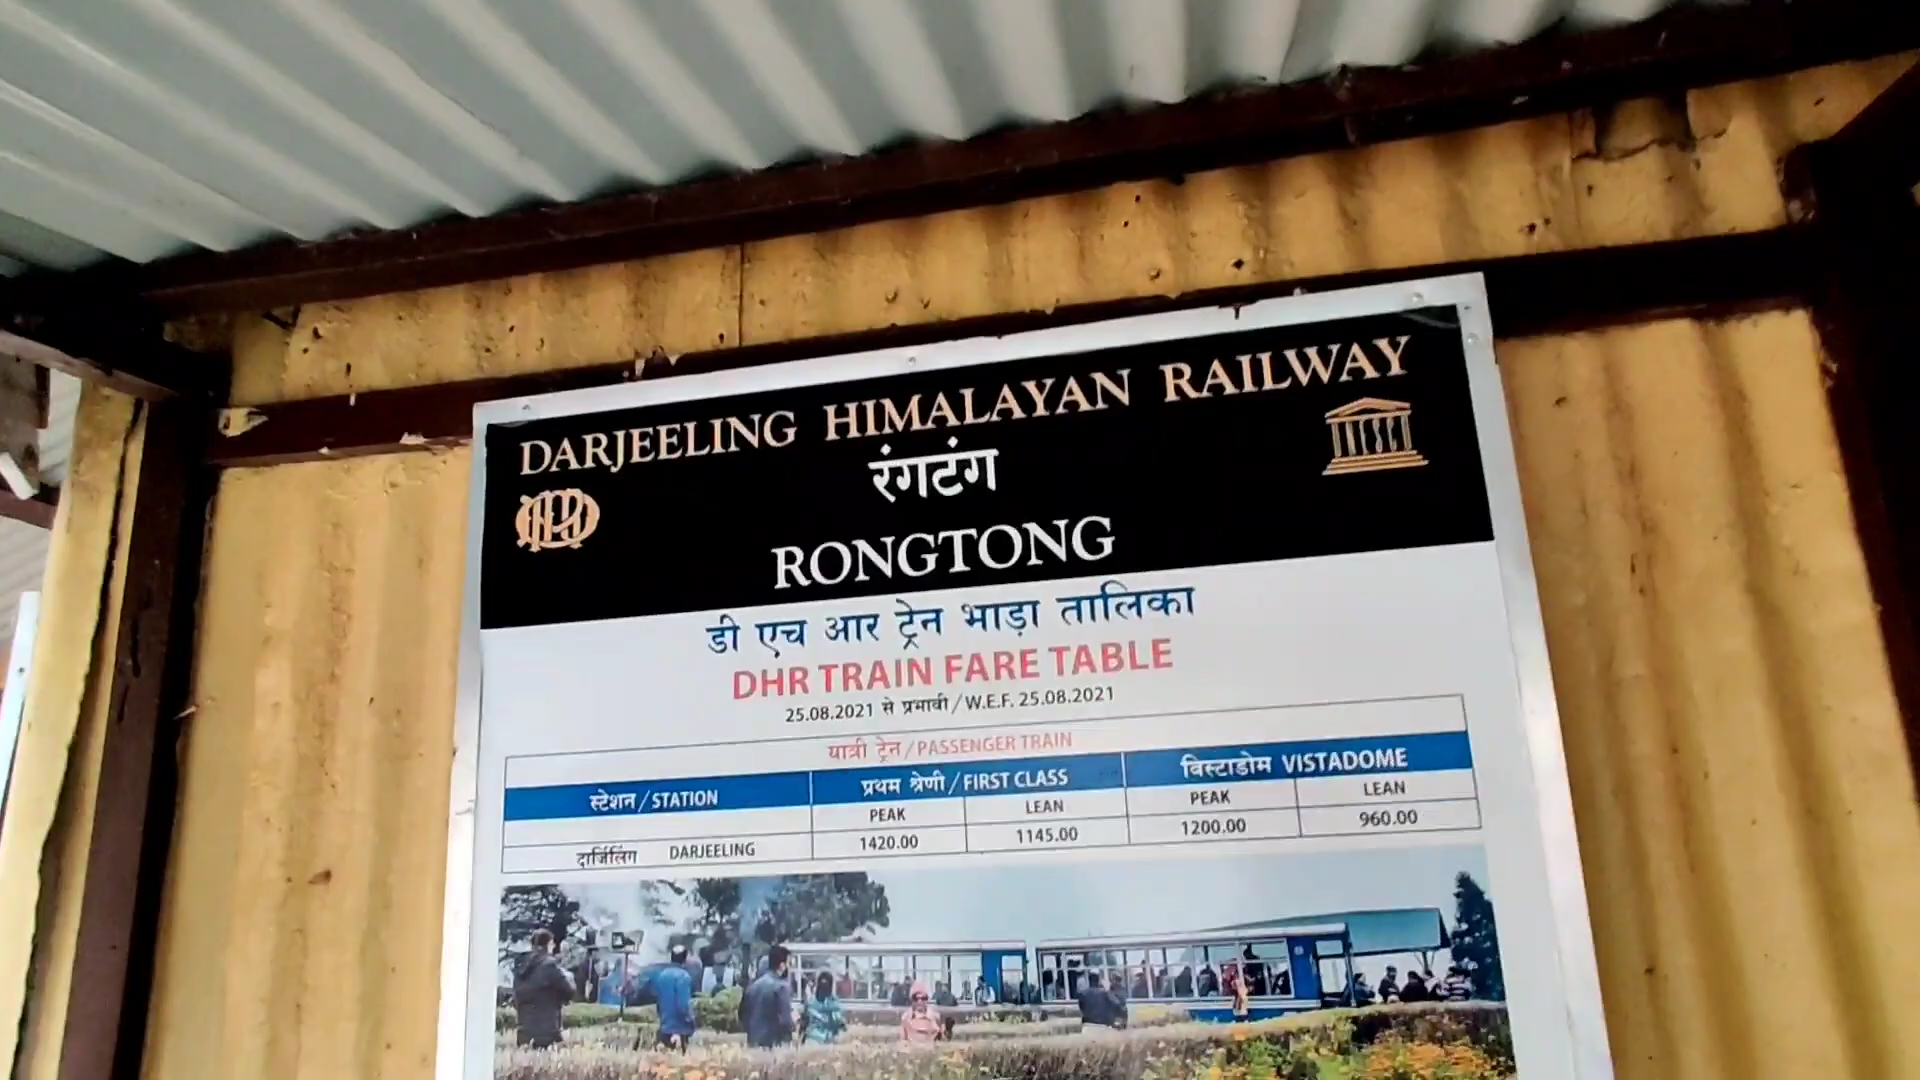 DARJEELING HIMALAYAN RAILWAY
रंगटंग
RONGTONG
डी एच आर ट्रेन भाड़ा तालिका
DHR TRAIN FARE TABLE
25.08.2021 से प्रभावी / W.E.F. 25.08.2021
यात्री ट्रेन / PASSENGER TRAIN
स्टेशन / STATION प्रथम श्रेणी / FIRST CLASS विस्टाडोम VISTADOME
PEAK LEAN PEAK LEAN
दार्जिलिंग DARJEELING 1420.00 1145.00 1200.00 960.00